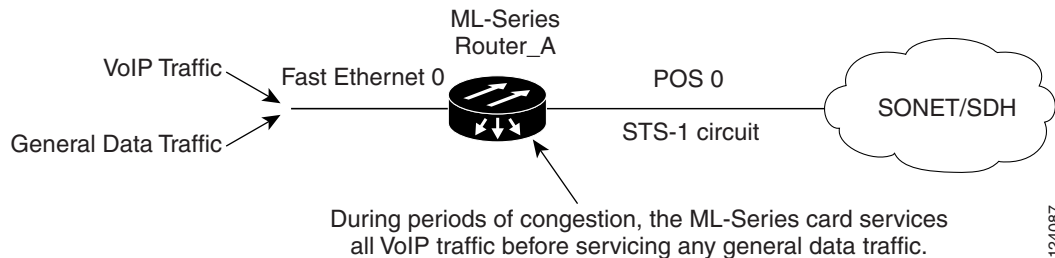 ML-Series
Router_A
VoIP Traffic
Fast Ethernet 0
POS 0
SONET/SDH
General Data Traffic
STS-1 circuit
During periods of congestion, the ML-Series card services
all VoIP traffic before servicing any general data traffic.
124087